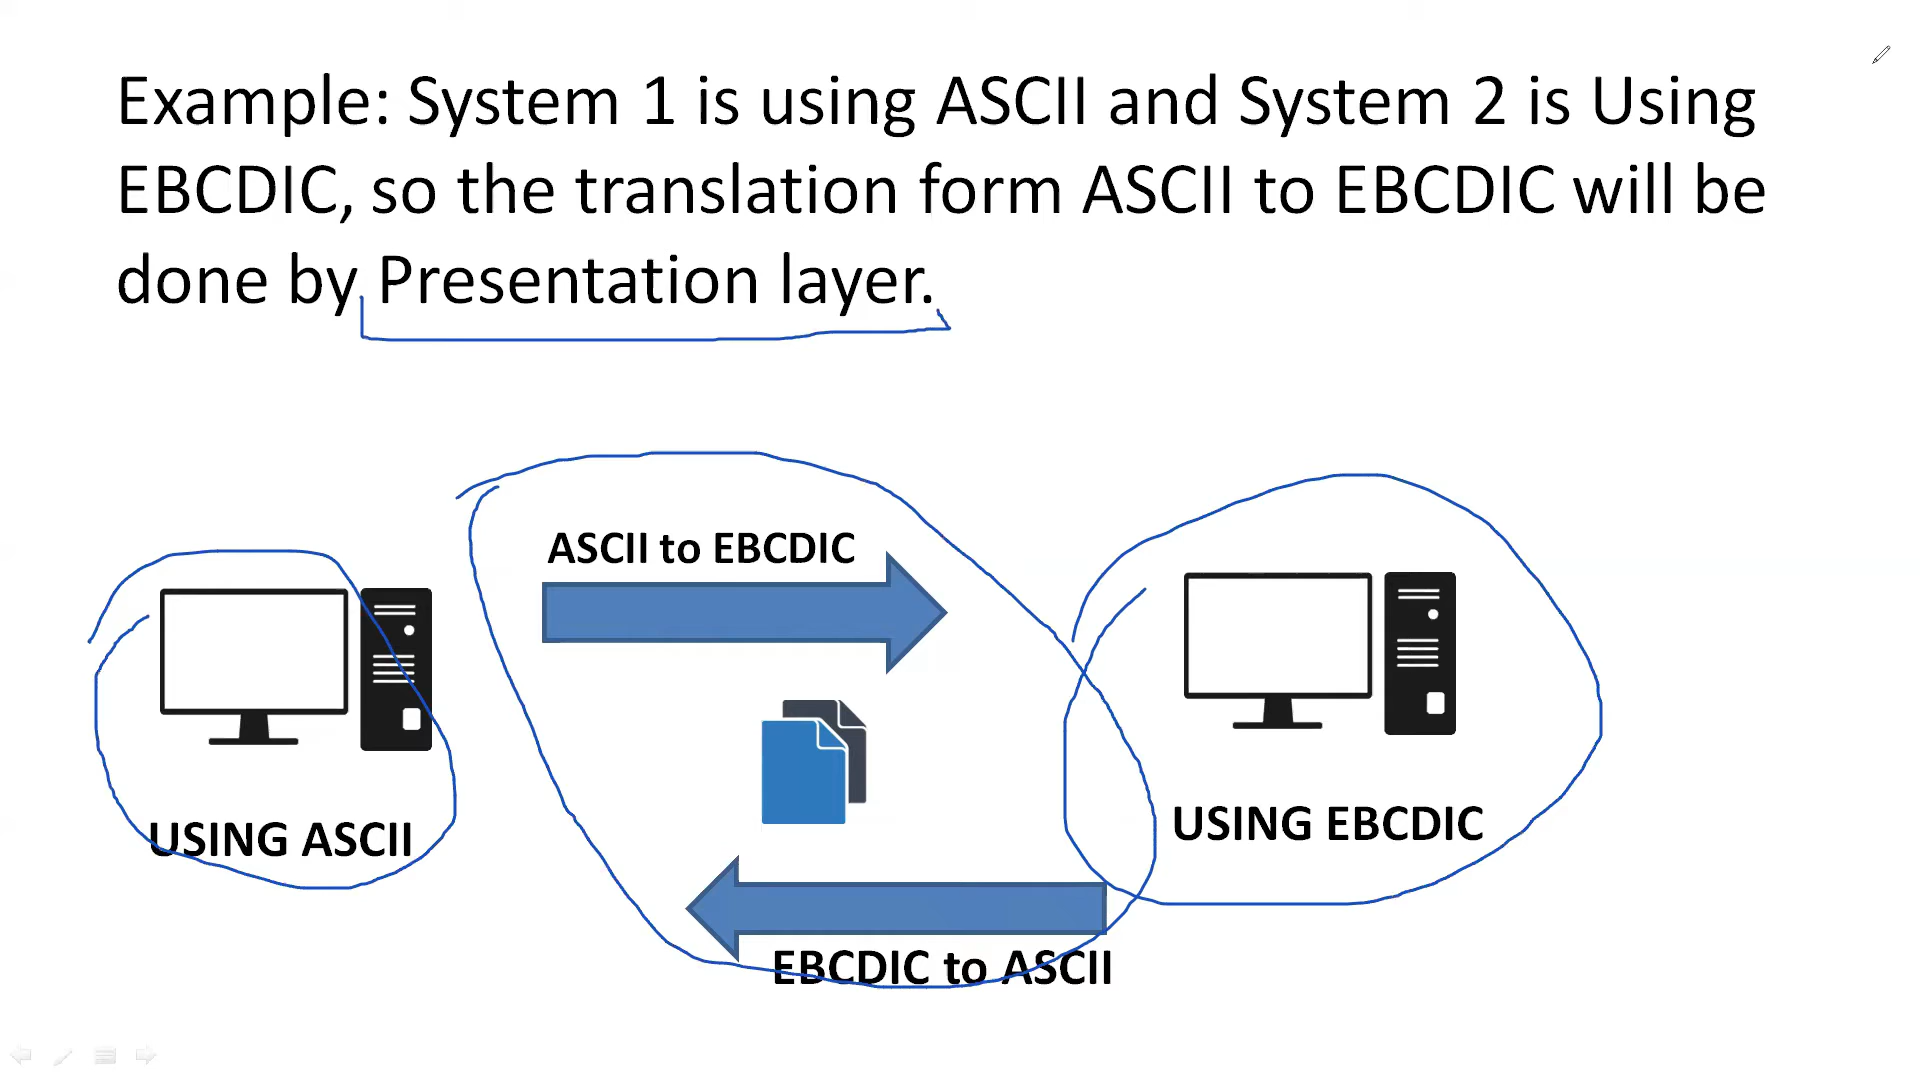 Example: System 1 is using ASCII and System 2 is Using
EBCDIC, so the translation form ASCII to EBCDIC will be
done by Presentation layer.
ASCII to EBCDIC
USING ASCII
USING EBCDIC
EBCDIC to ASCII